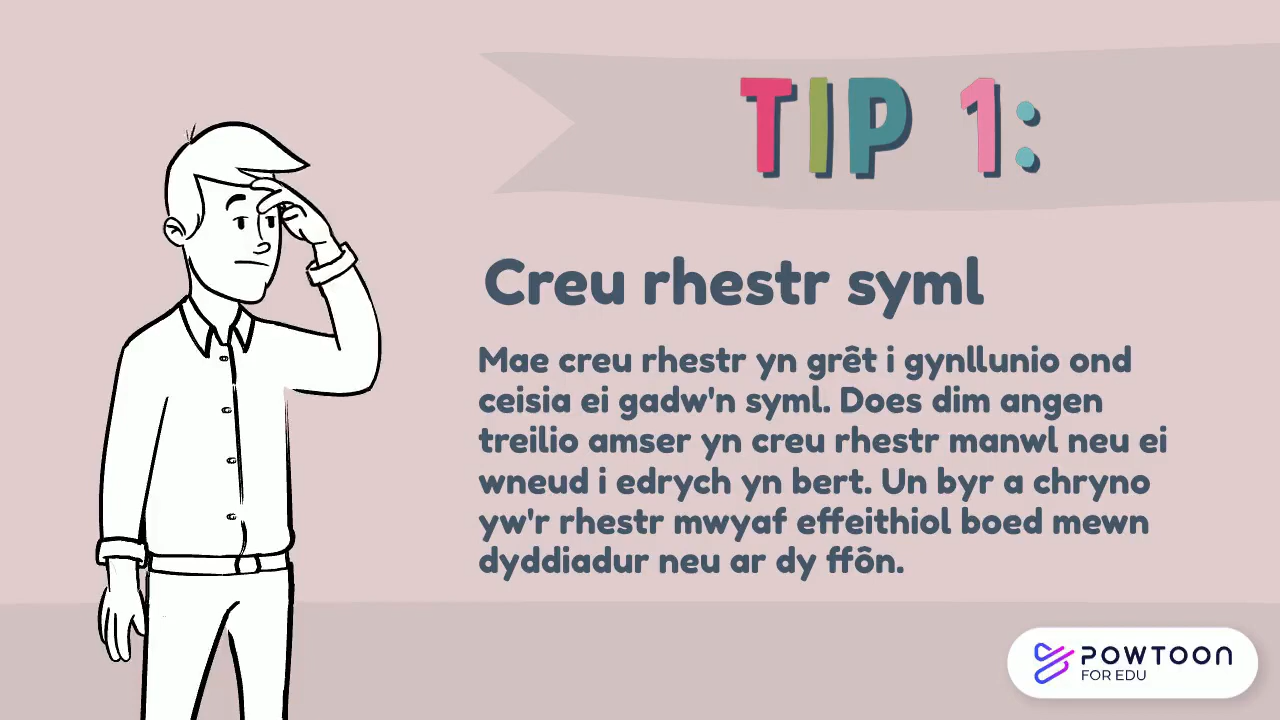 TIP 1:
Creu rhestr syml
Mae creu rhestr yn grêt i gynllunio ond
ceisia ei gadw'n syml. Does dim angen
treilio amser yn creu rhestr manwl neu ei
wneud i edrych yn bert. Un byr a chryno
yw'r rhestr mwyaf effeithiol boed mewn
dyddiadur neu ar dy ffôn.
POWTOON
FOR EDU